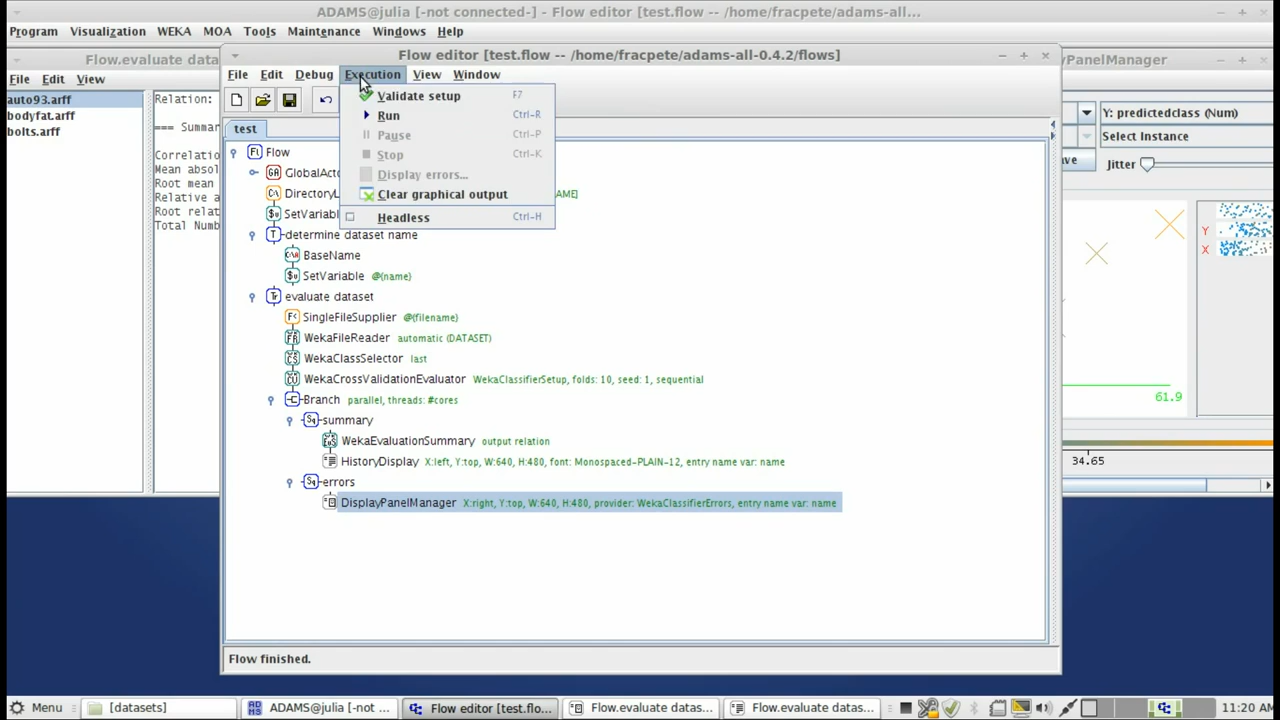 ADAMS@julia [-not connected-] - Flow editor [test.flow -- /home/fracpete/adams-all...
Program Visualization WEKA MOA Tools Maintenance Windows Help
Flow.evaluate data
File Edit View
auto93.arff
bodyfat.arff
bolts.arff
Relation:
=== Summar
Correlatio
Mean absol
Root mean
Relative a
Root relat
Total Numb
Flow editor [test.flow -- /home/fracpete/adams-all-0.4.2/flows]
File Edit Debug Execution View Window
Validate setup F7
Run Ctrl-R
Pause Ctrl-P
Stop Ctrl-K
Display errors...
Clear graphical output
Headless Ctrl-H
test
Flow
GlobalActo
DirectoryL AME]
SetVariabl
determine dataset name
BaseName
SetVariable @{name}
evaluate dataset
SingleFileSupplier @{filename}
WekaFileReader automatic (DATASET)
WekaClassSelector last
WekaCrossValidationEvaluator WekaClassifierSetup, folds: 10, seed: 1, sequential
Branch parallel, threads: #cores
summary
WekaEvaluationSummary output relation
HistoryDisplay X:left, Y:top, W:640, H:480, font: Monospaced-PLAIN-12, entry name var: name
errors
DisplayPanelManager X:right, Y:top, W:640, H:480, provider: WekaClassifierErrors, entry name var: name
Flow finished.
yPanelManager
Y: predictedclass (Num)
Select Instance
ve Jitter
Y
X
61.9
34.65
Menu [datasets] ADAMS@julia [-not ... Flow editor [test.flo... Flow.evaluate datas... Flow.evaluate datas... 11:20 AM